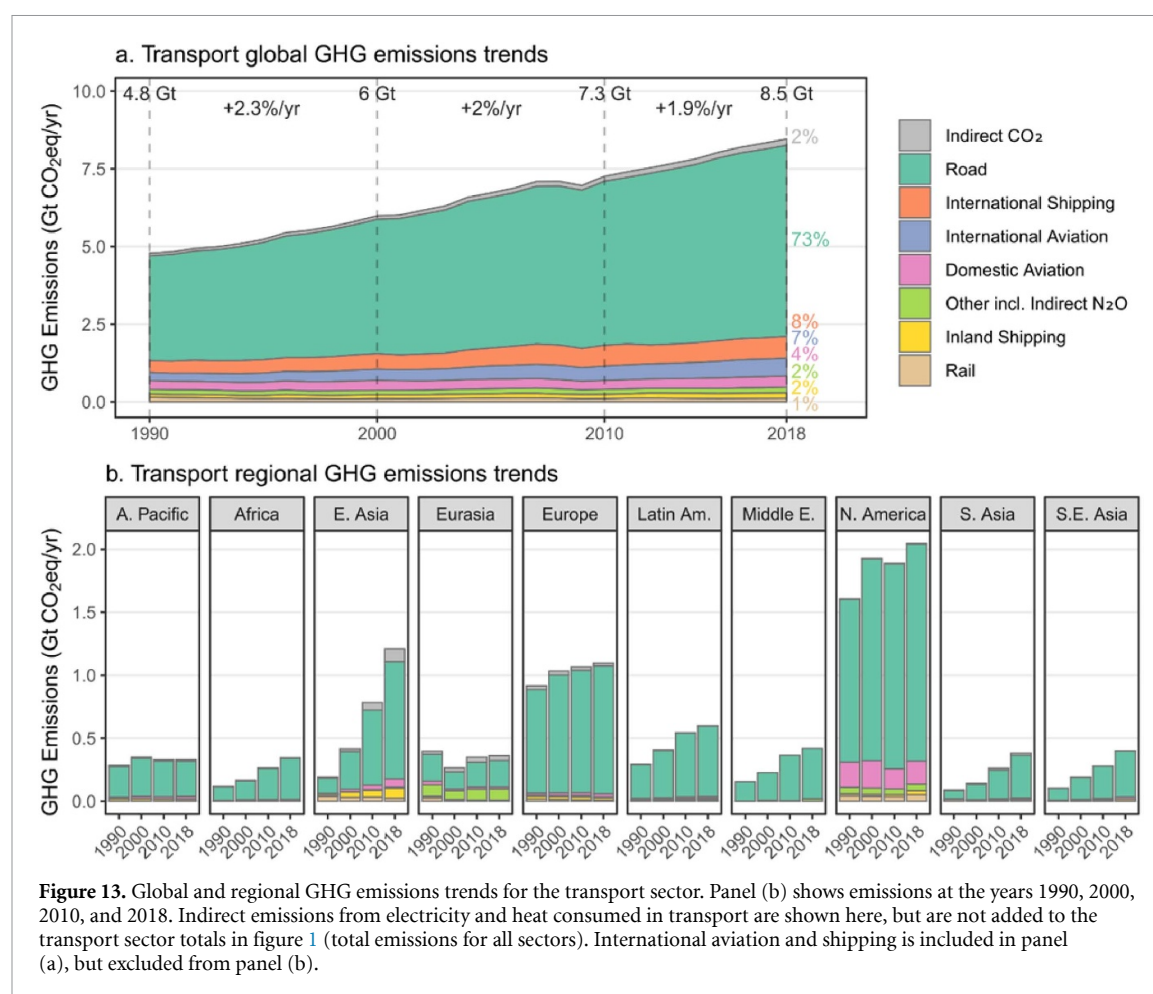 a. Transport global GHG emissions trends
GHG Emissions (Gt CO₂eq/yr)
10.0
7.5
5.0
2.5
0.0
4.8 Gt
+2.3%/yr
6 Gt
+2%/yr
7.3 Gt
+1.9%/yr
8.5 Gt
2%
73%
8%
7%
4%
2%
2%
1%
1990
2000
2010
2018
Indirect CO₂
Road
International Shipping
International Aviation
Domestic Aviation
Other incl. Indirect N₂O
Inland Shipping
Rail
b. Transport regional GHG emissions trends
GHG Emissions (Gt CO₂eq/yr)
2.0
1.5
1.0
0.5
0.0
A. Pacific
Africa
E. Asia
Eurasia
Europe
Latin Am.
Middle E.
N. America
S. Asia
S.E. Asia
1990 2000 2010 2018
1990 2000 2010 2018
1990 2000 2010 2018
1990 2000 2010 2018
1990 2000 2010 2018
1990 2000 2010 2018
1990 2000 2010 2018
1990 2000 2010 2018
1990 2000 2010 2018
1990 2000 2010 2018
Figure 13. Global and regional GHG emissions trends for the transport sector. Panel (b) shows emissions at the years 1990, 2000,
2010, and 2018. Indirect emissions from electricity and heat consumed in transport are shown here, but are not added to the
transport sector totals in figure 1 (total emissions for all sectors). International aviation and shipping is included in panel
(a), but excluded from panel (b).